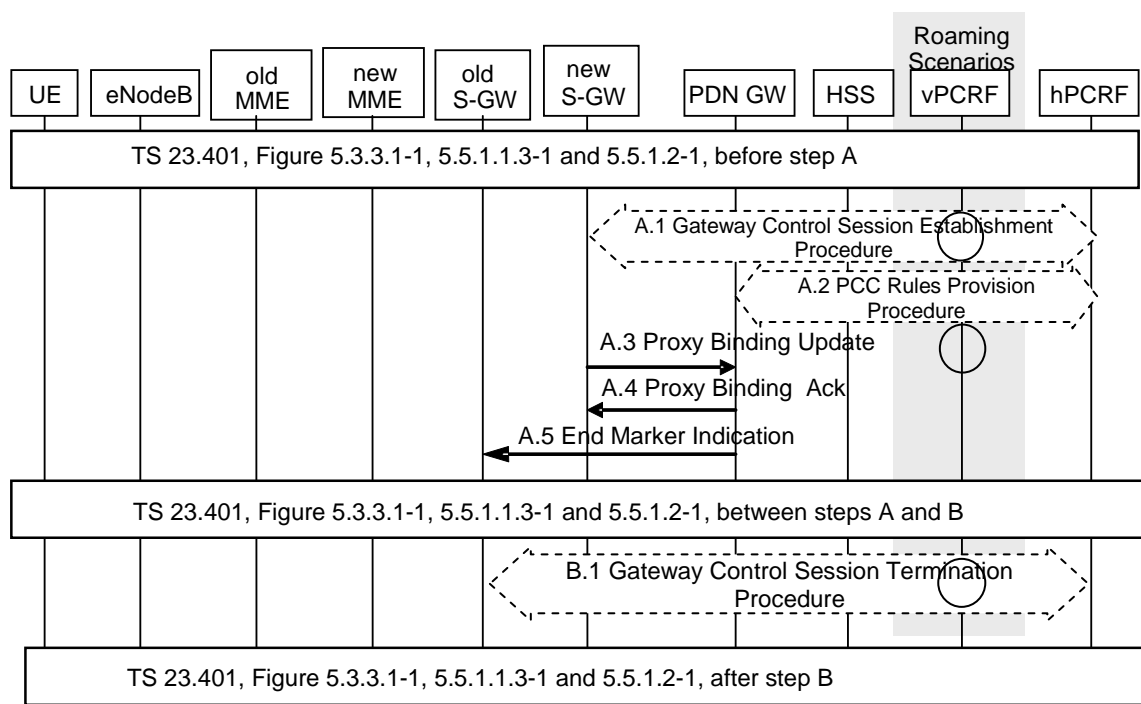 Roaming
Scenarios
UE
eNodeB
old
MME
new
MME
old
S-GW
new
S-GW
PDN GW
HSS
vPCRF
hPCRF
TS 23.401, Figure 5.3.3.1-1, 5.5.1.1.3-1 and 5.5.1.2-1, before step A
A.1 Gateway Control Session Establishment
Procedure
A.2 PCC Rules Provision
Procedure
A.3 Proxy Binding Update
A.4 Proxy Binding Ack
A.5 End Marker Indication
TS 23.401, Figure 5.3.3.1-1, 5.5.1.1.3-1 and 5.5.1.2-1, between steps A and B
B.1 Gateway Control Session Termination
Procedure
TS 23.401, Figure 5.3.3.1-1, 5.5.1.1.3-1 and 5.5.1.2-1, after step B